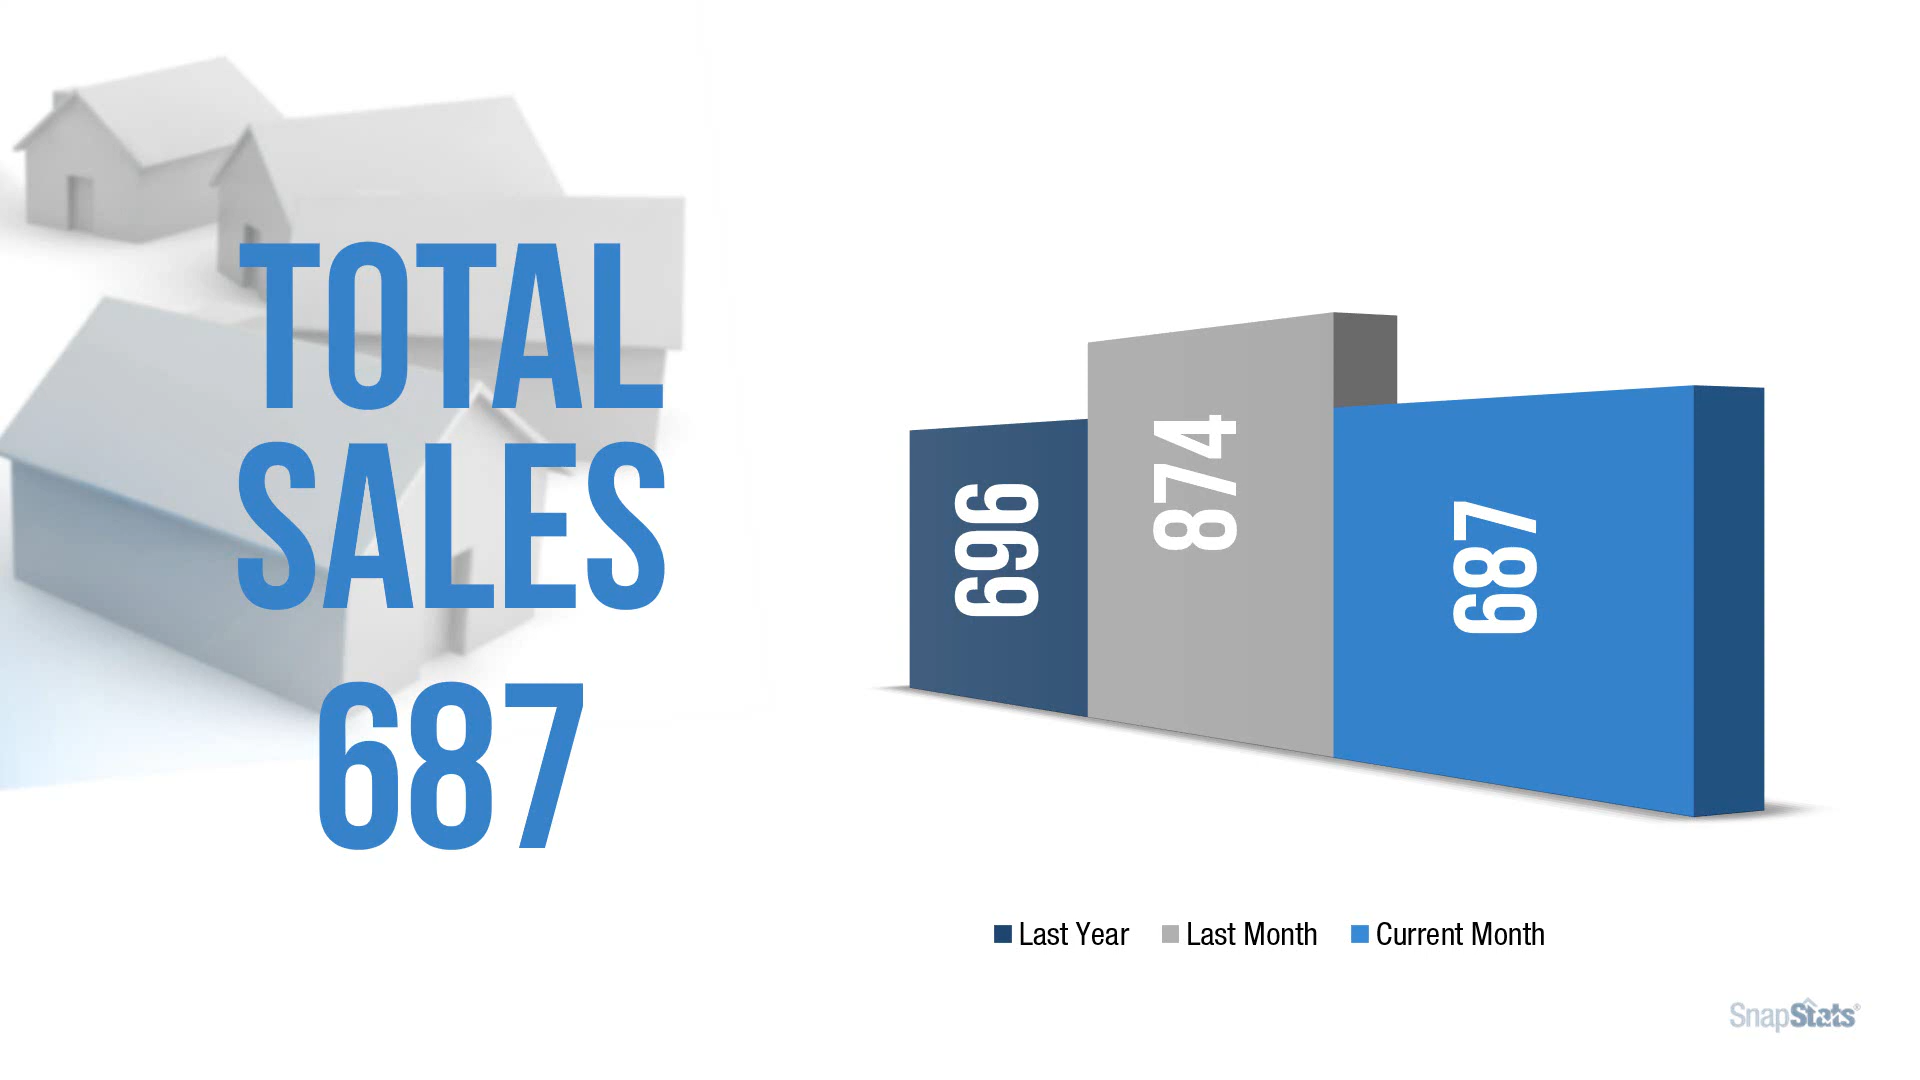 TOTAL
SALES
687
696
874
687
Last Year
Last Month
Current Month
SnapStats®